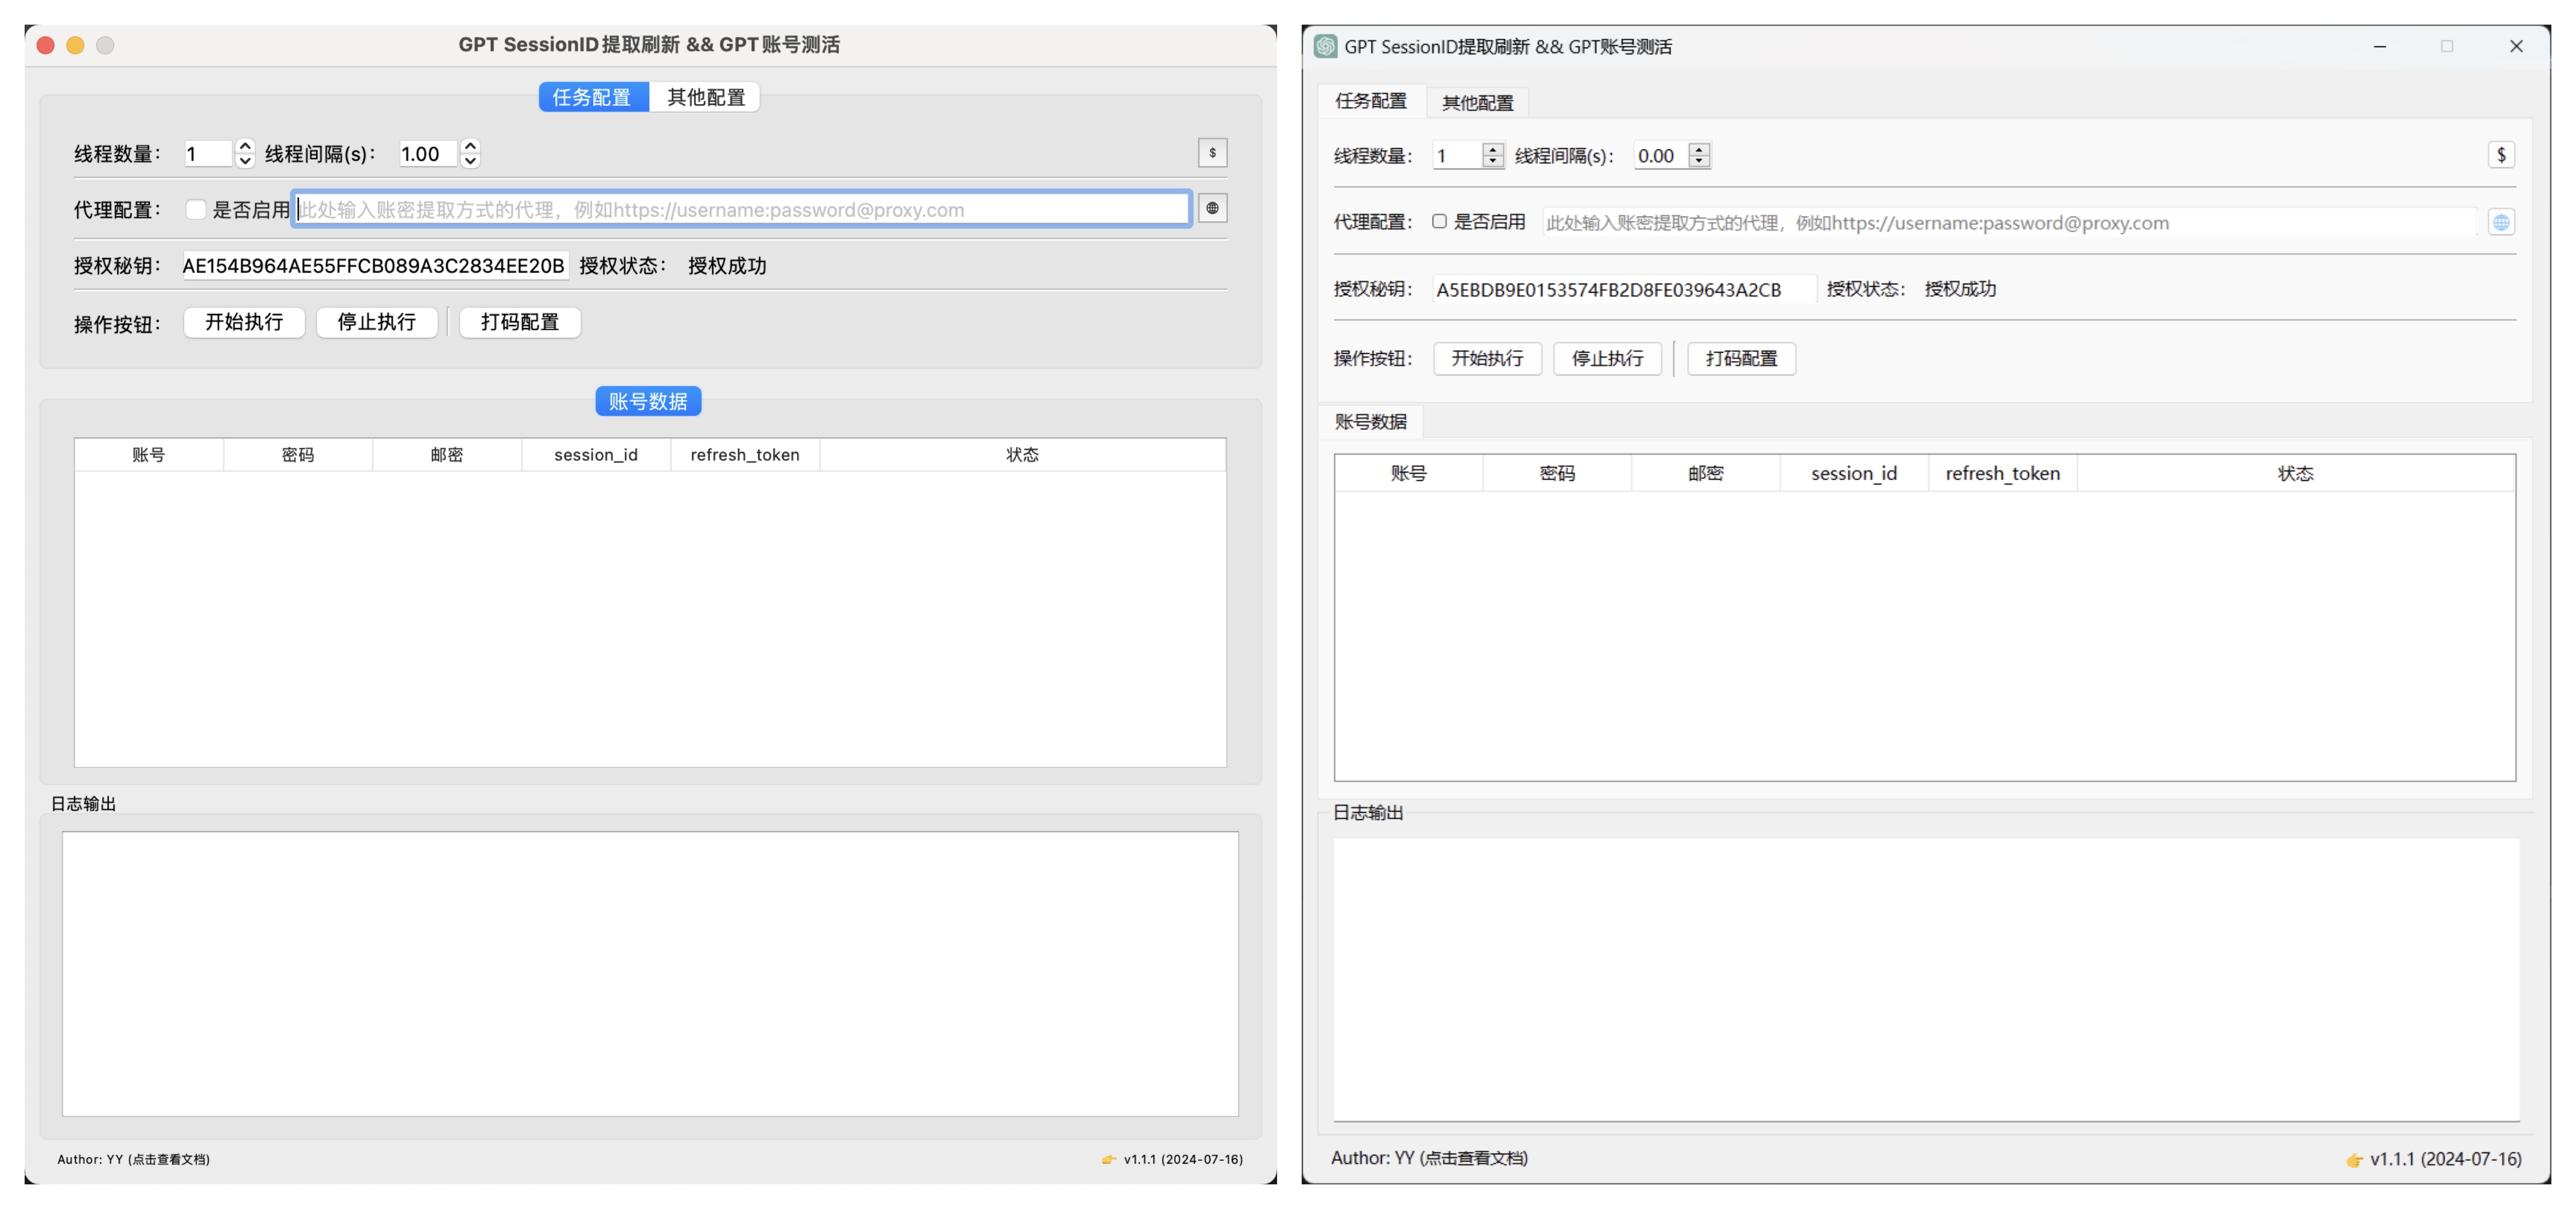 GPT SessionID提取刷新 && GPT账号测活
任务配置 其他配置
线程数量： 1 线程间隔(s)： 1.00 $
代理配置： 是否启用 此处输入账密提取方式的代理，例如https://username:password@proxy.com
授权秘钥： AE154B964AE55FFCB089A3C2834EE20B 授权状态： 授权成功
操作按钮： 开始执行 停止执行 打码配置
账号数据
账号 密码 邮密 session_id refresh_token 状态
日志输出
Author: YY (点击查看文档) 👉 v1.1.1 (2024-07-16)
GPT SessionID提取刷新 && GPT账号测活
任务配置 其他配置
线程数量： 1 线程间隔(s)： 0.00 $
代理配置： 是否启用 此处输入账密提取方式的代理，例如https://username:password@proxy.com
授权秘钥： A5EBDB9E0153574FB2D8FE039643A2CB 授权状态： 授权成功
操作按钮： 开始执行 停止执行 打码配置
账号数据
账号 密码 邮密 session_id refresh_token 状态
日志输出
Author: YY (点击查看文档) 👉 v1.1.1 (2024-07-16)